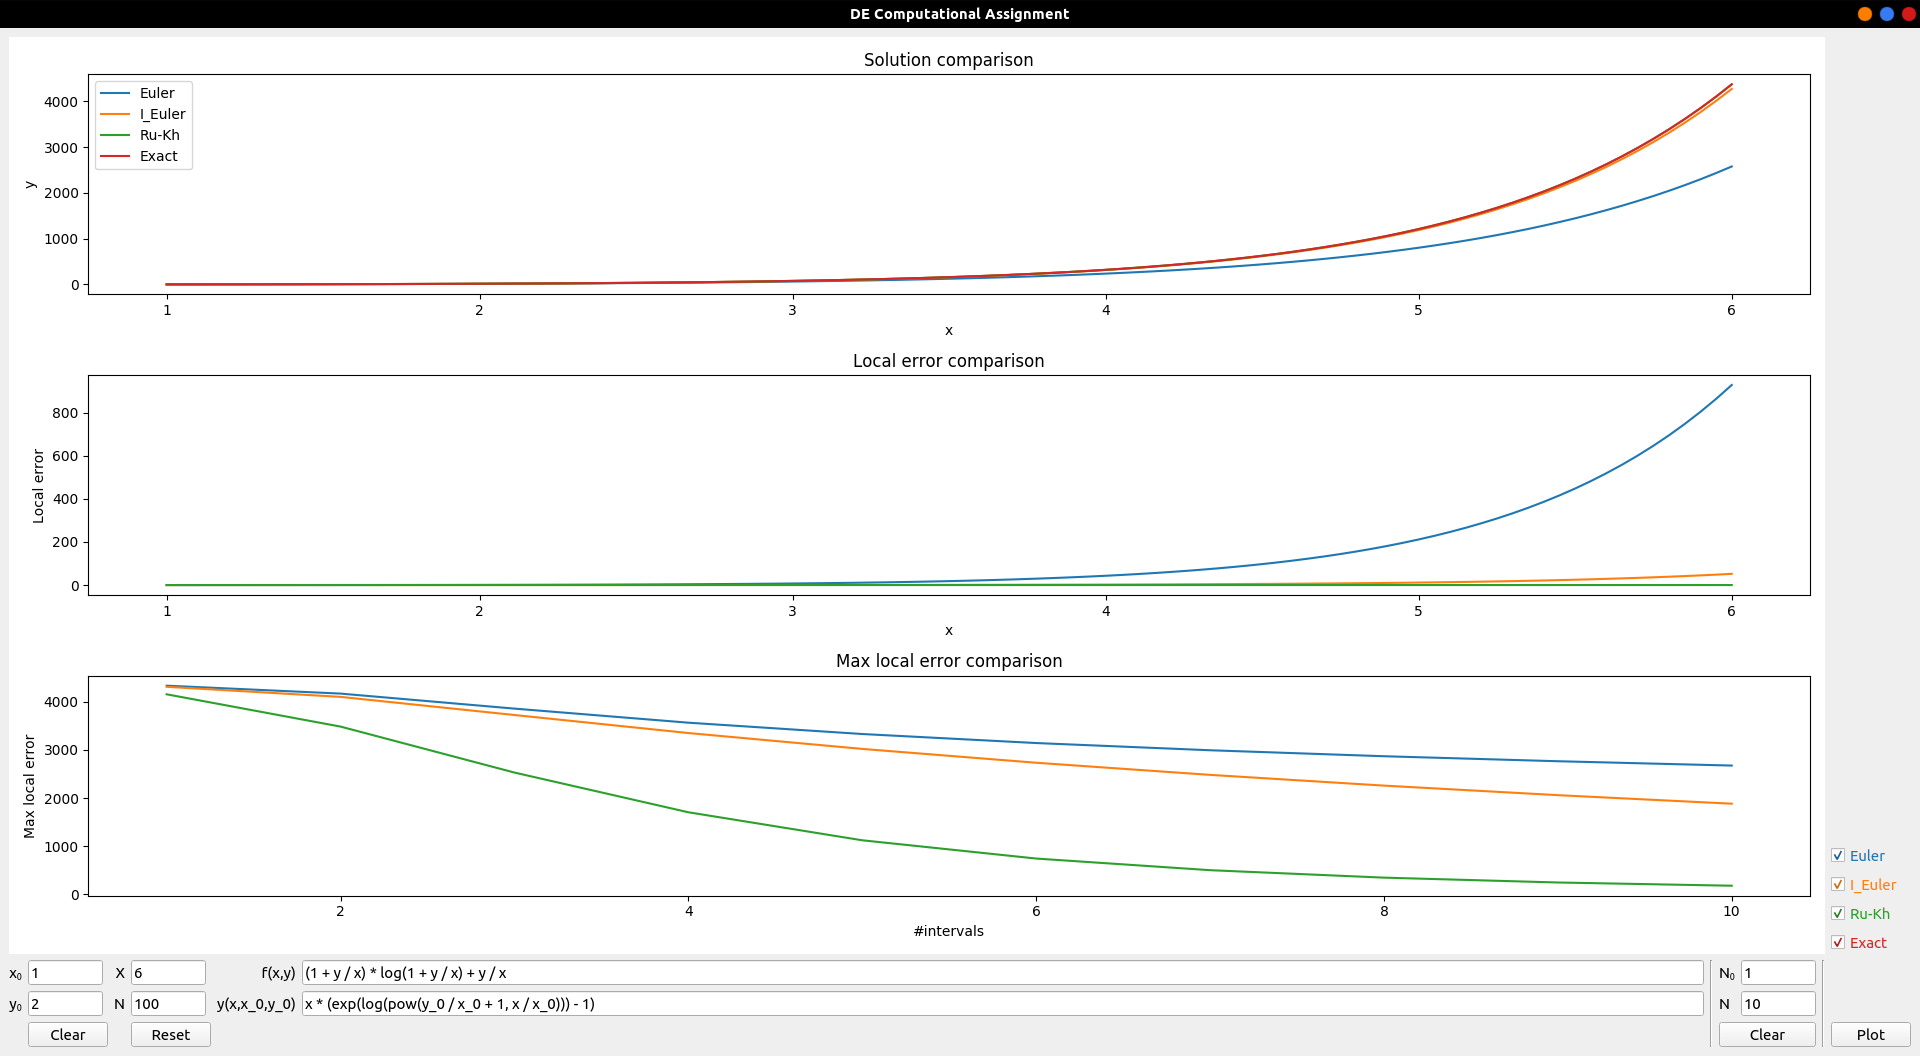 DE Computational Assignment
Solution comparison
Euler
I_Euler
Ru-Kh
Exact
y
4000
3000
2000
1000
0
1 2 3 4 5 6
x
Local error comparison
Local error
800
600
400
200
0
1 2 3 4 5 6
x
Max local error comparison
Max local error
4000
3000
2000
1000
0
2 4 6 8 10
#intervals
Euler
I_Euler
Ru-Kh
Exact
x₀ 1 X 6 f(x,y) (1 + y / x) * log(1 + y / x) + y / x N₀ 1
y₀ 2 N 100 y(x,x_0,y_0) x * (exp(log(pow(y_0 / x_0 + 1, x / x_0))) - 1) N 10
Clear Reset Clear Plot